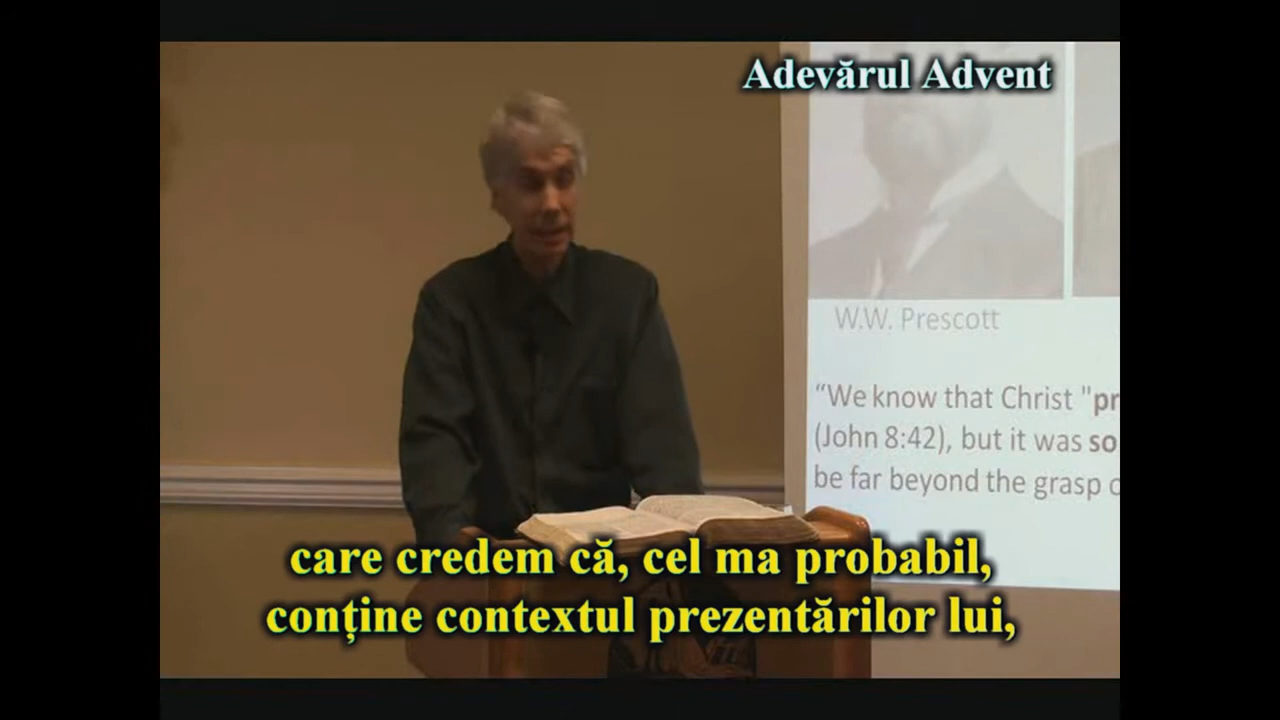 Adevărul Advent
W.W. Prescott
“We know that Christ "pr
(John 8:42), but it was so
be far beyond the grasp
care credem că, cel ma probabil,
conține contextul prezentărilor lui,